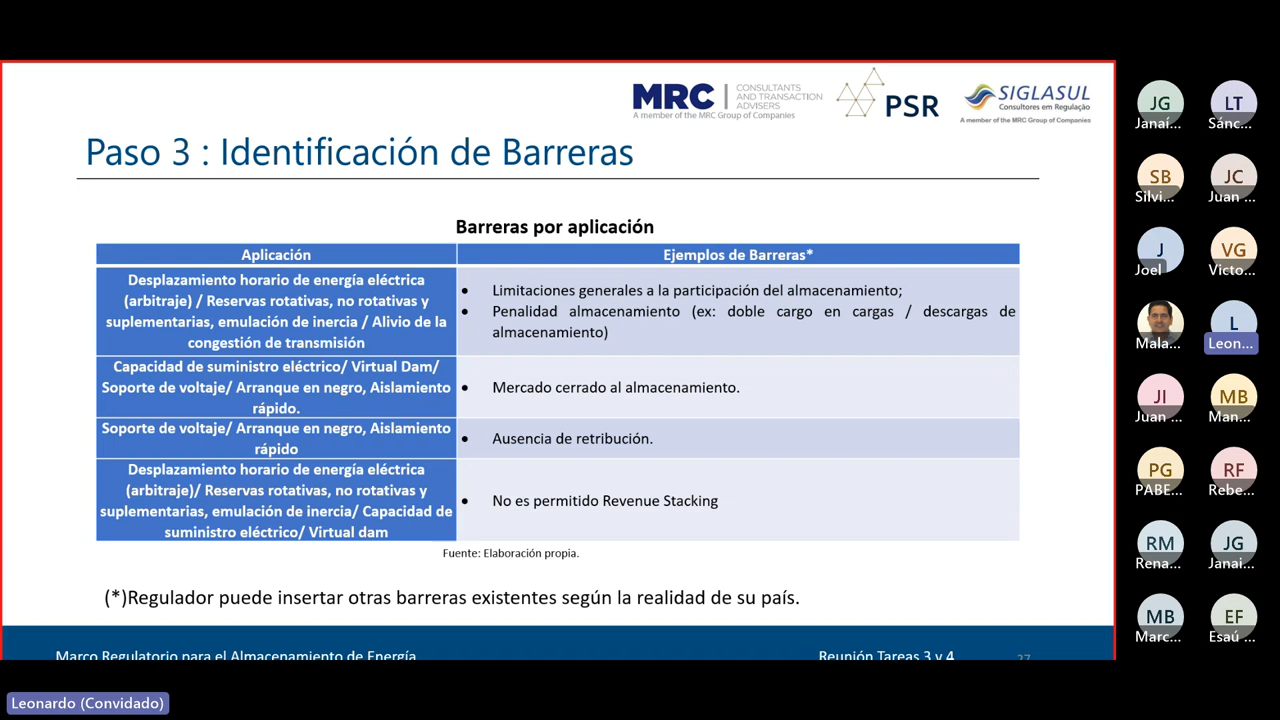 MRC
CONSULTANTS
AND TRANSACTION
ADVISERS
A member of the MRC Group of Companies
PSR
SIGLASUL
Consultores em Regulação
A member of the MRC Group of Companies
Paso 3 : Identificación de Barreras
Barreras por aplicación
Aplicación
Ejemplos de Barreras*
Desplazamiento horario de energía eléctrica
(arbitraje) / Reservas rotativas, no rotativas y
suplementarias, emulación de inercia / Alivio de la
congestión de transmisión
• Limitaciones generales a la participación del almacenamiento;
• Penalidad almacenamiento (ex: doble cargo en cargas / descargas de
almacenamiento)
Capacidad de suministro eléctrico/ Virtual Dam/
Soporte de voltaje/ Arranque en negro, Aislamiento
rápido.
• Mercado cerrado al almacenamiento.
Soporte de voltaje/ Arranque en negro, Aislamiento
rápido
• Ausencia de retribución.
Desplazamiento horario de energía eléctrica
(arbitraje)/ Reservas rotativas, no rotativas y
suplementarias, emulación de inercia/ Capacidad de
suministro eléctrico/ Virtual dam
• No es permitido Revenue Stacking
Fuente: Elaboración propia.
(*)Regulador puede insertar otras barreras existentes según la realidad de su país.
Marco Regulatorio para el Almacenamiento de Energía
Reunión Tareas 3 y 4
27
JG
Janaí...
LT
Sánc...
SB
Silvi...
JC
Juan ...
J
Joel
VG
Victo...
Mala...
L
Leon...
JI
Juan ...
MB
Man...
PG
PABE...
RF
Rebe...
RM
Rena...
JG
Janai...
MB
Marc...
EF
Esaú ...
Leonardo (Convidado)